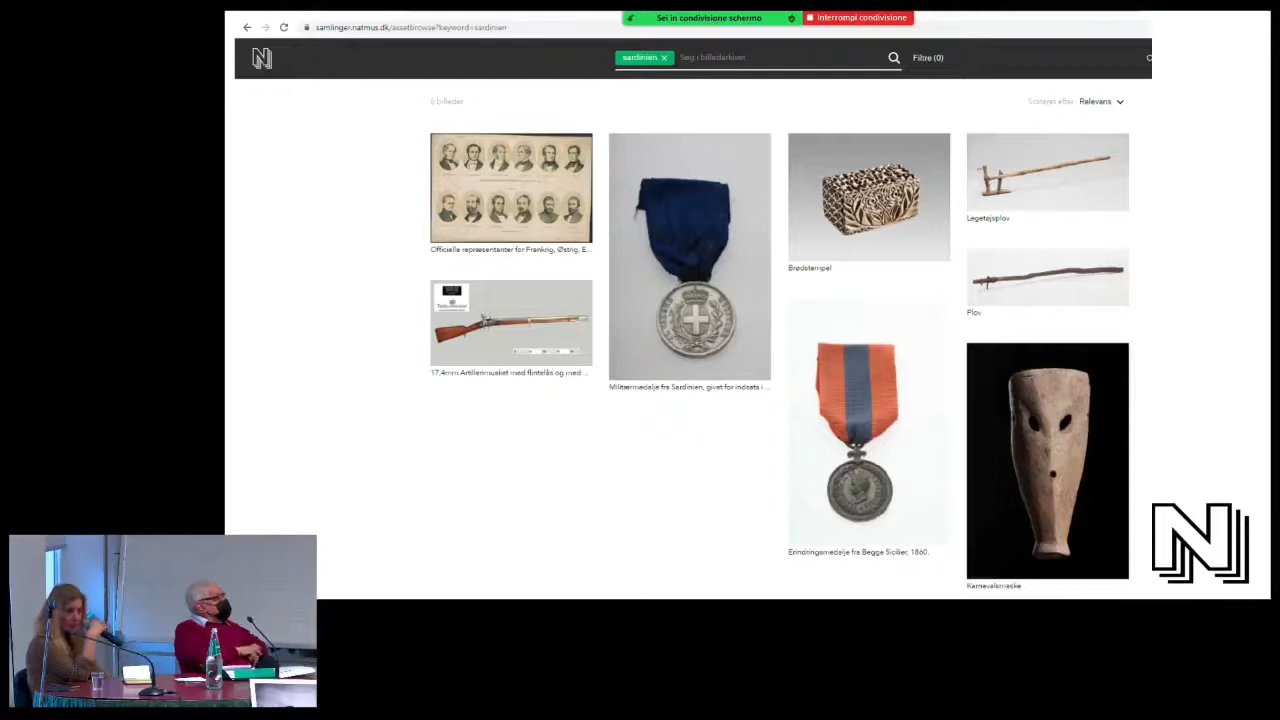 Sei in condivisione schermo
Interrompi condivisione
samlinger.natmus.dk/assetbrowse?keyword=sardinien
N
sardinien ×
Søg i billedarkivet
Filtre (0)
8 billeder
Sorteret efter Relevans
Officielle repræsentanter for Frankrig, Østrig, E...
17,4mm Artillerimusket med flintelås og med ...
Militærmedalje fra Sardinien, givet for indsats i ...
Brødstempel
Erindringsmedalje fra Begge Sicilier, 1860.
Legetøjsplov
Plov
Karnevalsmaske
N